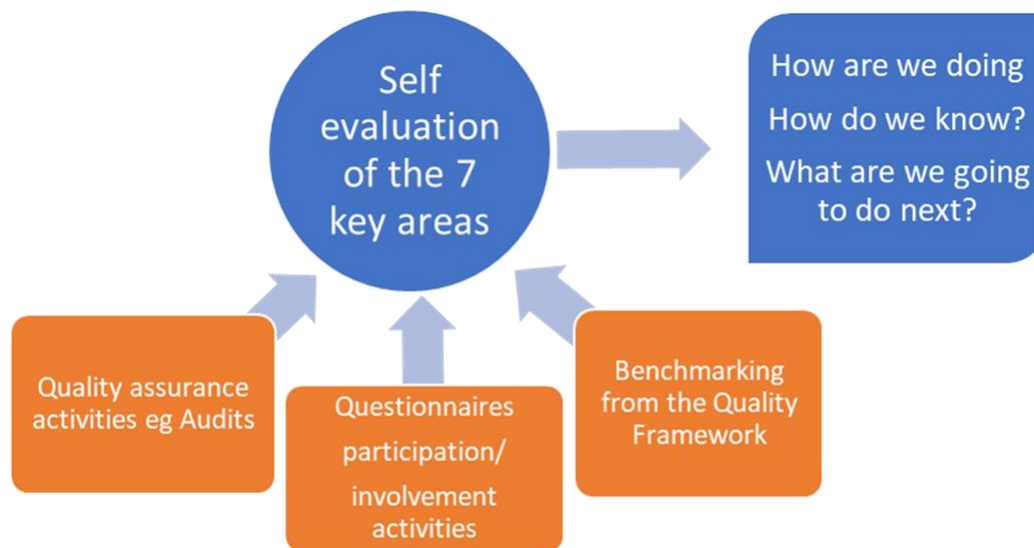 Self
evaluation
of the 7
key areas
How are we doing
How do we know?
What are we going
to do next?
Quality assurance
activities eg Audits
Questionnaires
participation/
involvement
activities
Benchmarking
from the Quality
Framework